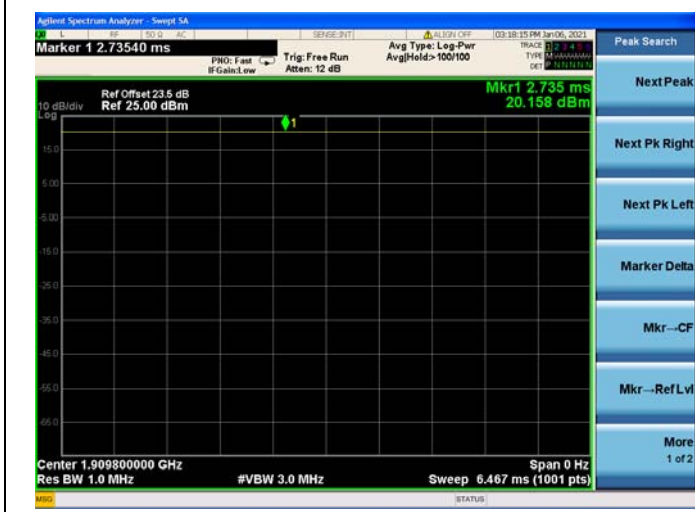 Agilent Spectrum Analyzer - Swept SA
L RF 50 Ω AC SENSE:INT ALIGN OFF 03:18:15 PM Jan 06, 2021
Marker 1 2.73540 ms
PNO: Fast
IFGain:Low
Trig: Free Run
Atten: 12 dB
Avg Type: Log-Pwr
Avg|Hold:>100/100
TRACE 1 2 3 4 5 6
TYPE M
DET P N N N N N
Peak Search
Mkr1 2.735 ms
20.158 dBm
Ref Offset 23.5 dB
10 dB/div Ref 25.00 dBm
Log
1
15.0
5.00
-5.00
-15.0
-25.0
-35.0
-45.0
-55.0
-65.0
Center 1.909800000 GHz Span 0 Hz
Res BW 1.0 MHz #VBW 3.0 MHz Sweep 6.467 ms (1001 pts)
MSG STATUS
Next Peak
Next Pk Right
Next Pk Left
Marker Delta
Mkr→CF
Mkr→Ref Lvl
More
1 of 2